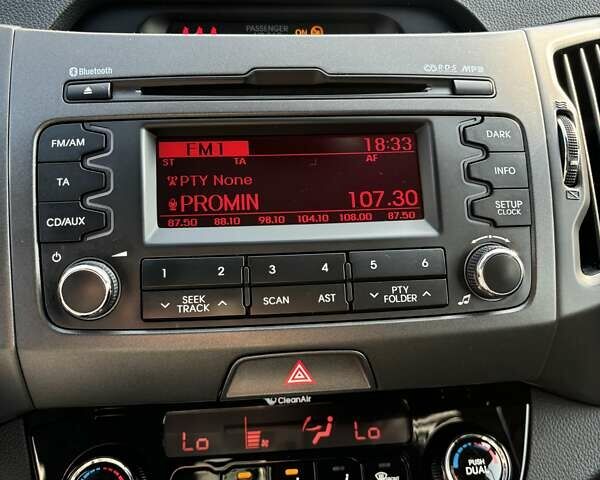 PASSENGER ON
Bluetooth RDS MP3
FM/AM
TA
CD/AUX
FM1 18:33
ST TA AF
PTY None
PROMIN 107.30
87.50 88.10 98.10 104.10 108.00 87.50
DARK
INFO
SETUP
CLOCK
1 2 3 4 5 6
SEEK
TRACK
SCAN AST
PTY
FOLDER
CleanAir
Lo Lo
PUSH
DUAL